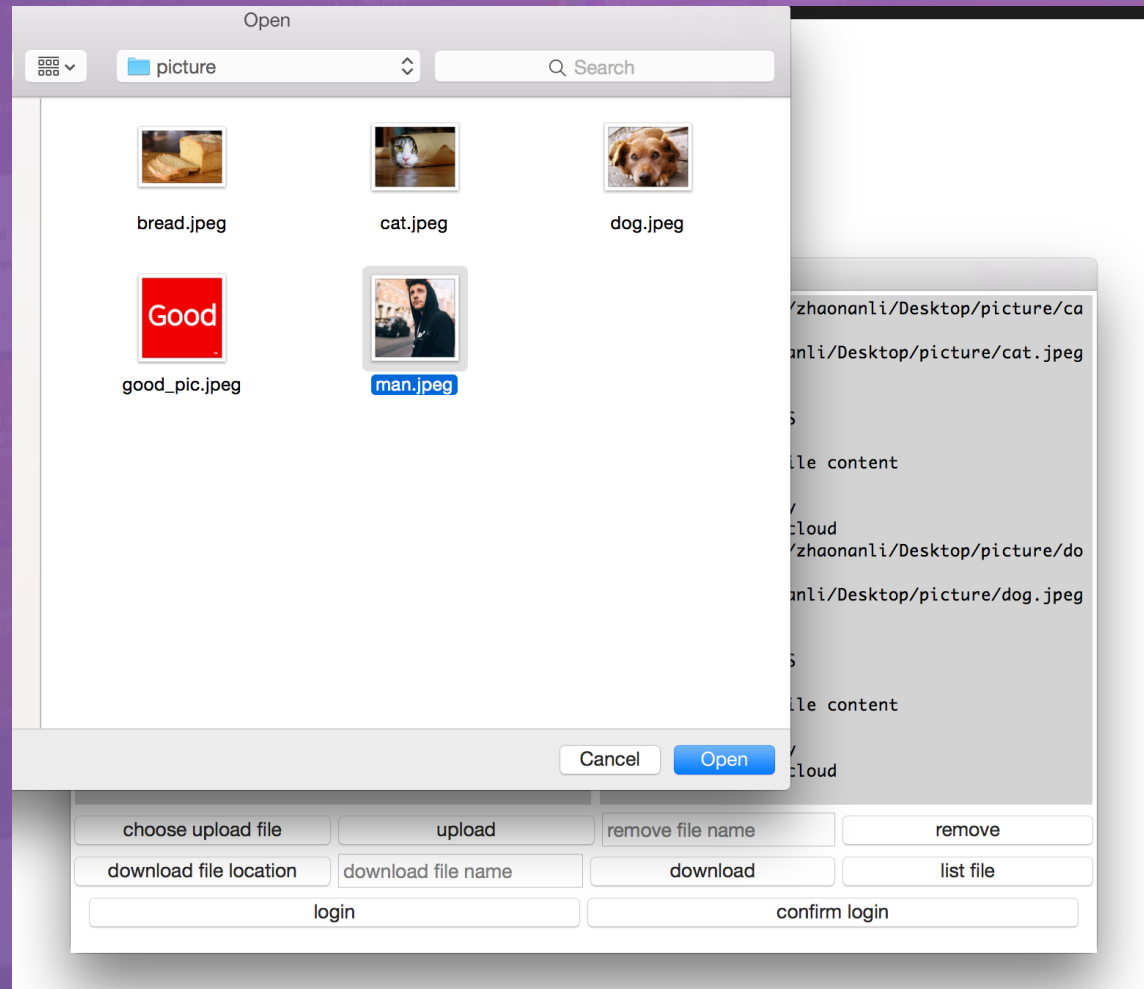 Open
picture
Search
bread.jpeg
cat.jpeg
dog.jpeg
Good
good_pic.jpeg
man.jpeg
Cancel
Open
/zhaonanli/Desktop/picture/ca
anli/Desktop/picture/cat.jpeg
S
ile content
y
cloud
/zhaonanli/Desktop/picture/do
anli/Desktop/picture/dog.jpeg
S
ile content
y
cloud
choose upload file
upload
remove file name
remove
download file location
download file name
download
list file
login
confirm login